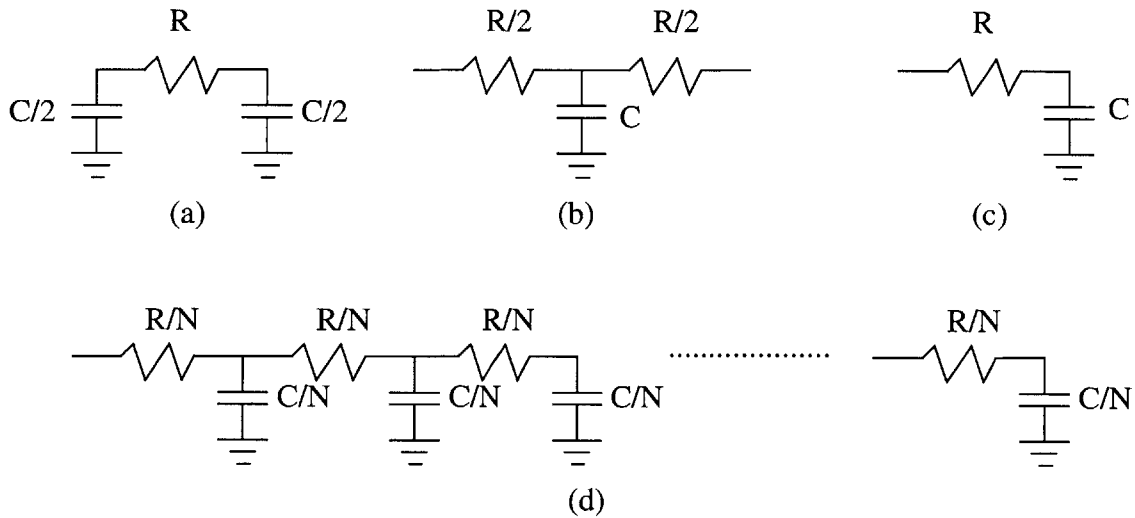 R R/2 R/2 R
C/2 C/2 C C
(a) (b) (c)
R/N R/N R/N R/N
C/N C/N C/N C/N
(d)